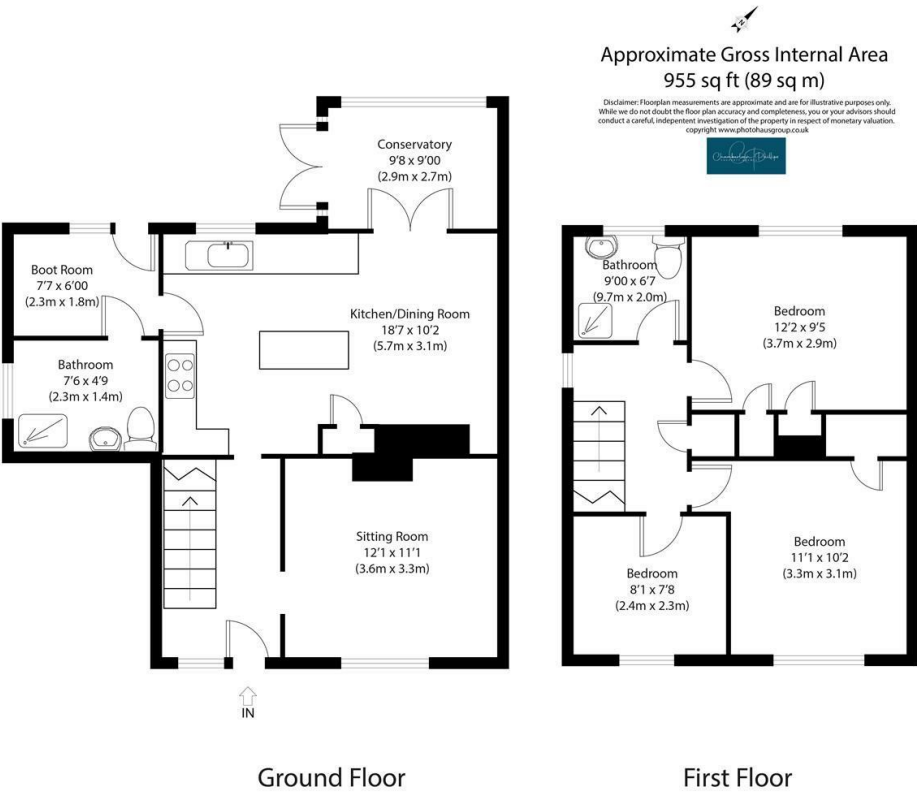 N
Approximate Gross Internal Area
955 sq ft (89 sq m)
Disclaimer: Floorplan measurements are approximate and are for illustrative purposes only.
While we do not doubt the floor plan accuracy and completeness, you or your advisors should
conduct a careful, indepentent investigation of the property in respect of monetary valuation.
copyright www.photohausgroup.co.uk
Chamberlain Phillips
Conservatory
9'8 x 9'00
(2.9m x 2.7m)
Boot Room
7'7 x 6'00
(2.3m x 1.8m)
Kitchen/Dining Room
18'7 x 10'2
(5.7m x 3.1m)
Bathroom
7'6 x 4'9
(2.3m x 1.4m)
Sitting Room
12'1 x 11'1
(3.6m x 3.3m)
IN
Ground Floor
Bathroom
9'00 x 6'7
(9.7m x 2.0m)
Bedroom
12'2 x 9'5
(3.7m x 2.9m)
Bedroom
11'1 x 10'2
(3.3m x 3.1m)
Bedroom
8'1 x 7'8
(2.4m x 2.3m)
First Floor